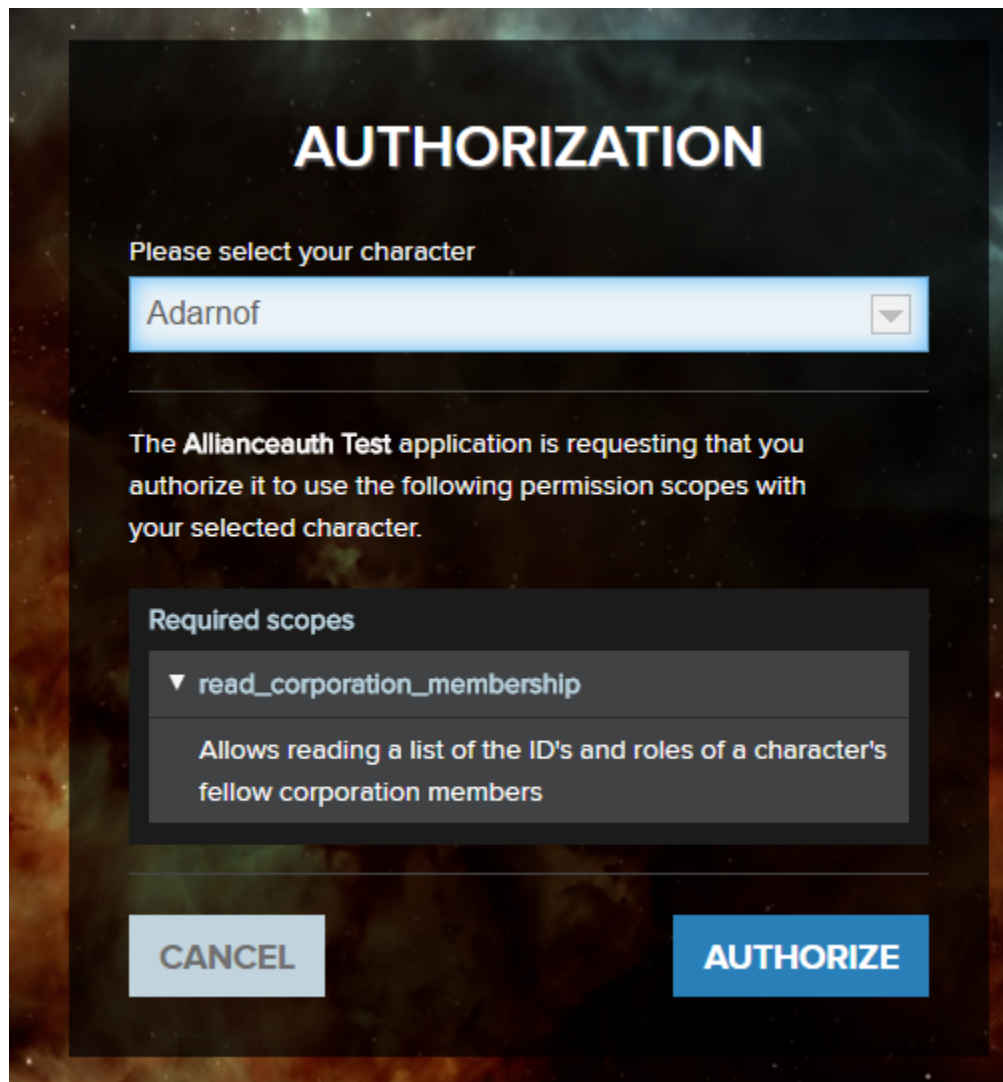 AUTHORIZATION
Please select your character
Adarnof
The Allianceauth Test application is requesting that you
authorize it to use the following permission scopes with
your selected character.
Required scopes
read_corporation_membership
Allows reading a list of the ID's and roles of a character's
fellow corporation members
CANCEL
AUTHORIZE